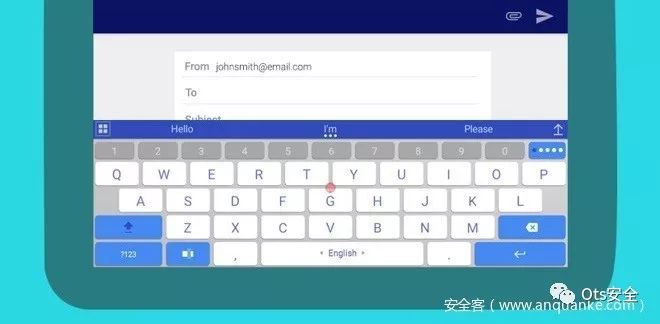 From johnsmith@email.com
To
Subject
Hello I'm Please
1 2 3 4 5 6 7 8 9 0
Q W E R T Y U I O P
A S D F G H J K L
Z X C V B N M
?123 , • English • .
Ots安全
安全客（www.anquanke.com）